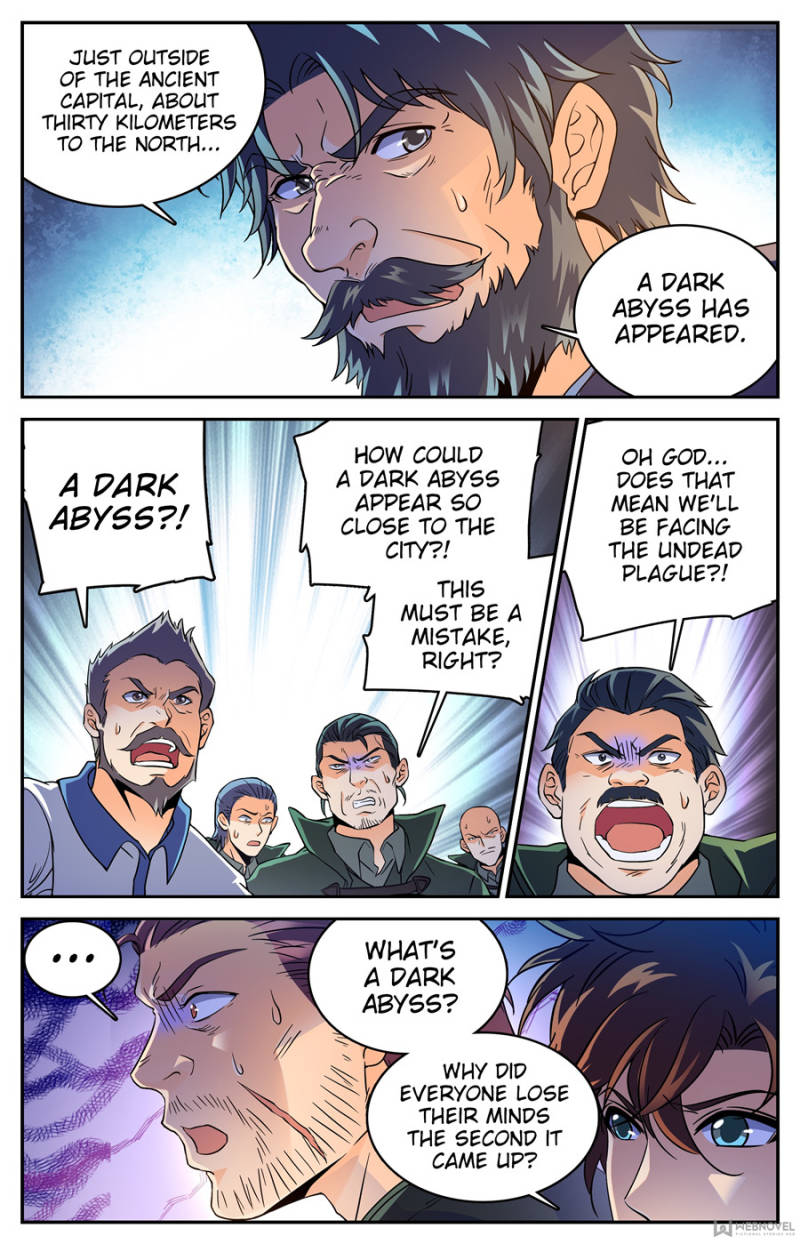 JUST OUTSIDE
OF THE ANCIENT
CAPITAL, ABOUT
THIRTY KILOMETERS
TO THE NORTH...
A DARK
ABYSS HAS
APPEARED.
A DARK
ABYSS?!
HOW COULD
A DARK ABYSS
APPEAR SO
CLOSE TO THE
CITY?!
THIS
MUST BE A
MISTAKE,
RIGHT?
OH GOD...
DOES THAT
MEAN WE'LL
BE FACING
THE UNDEAD
PLAGUE?!
...
WHAT'S
A DARK
ABYSS?
WHY DID
EVERYONE LOSE
THEIR MINDS
THE SECOND IT
CAME UP?
WEBNOVEL